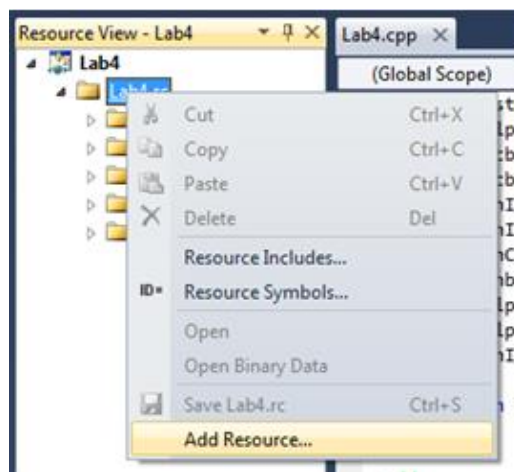 Resource View - Lab4
Lab4.cpp
Lab4
(Global Scope)
Lab4.rc
Cut Ctrl+X
Copy Ctrl+C
Paste Ctrl+V
Delete Del
Resource Includes...
ID= Resource Symbols...
Open
Open Binary Data
Save Lab4.rc Ctrl+S
Add Resource...